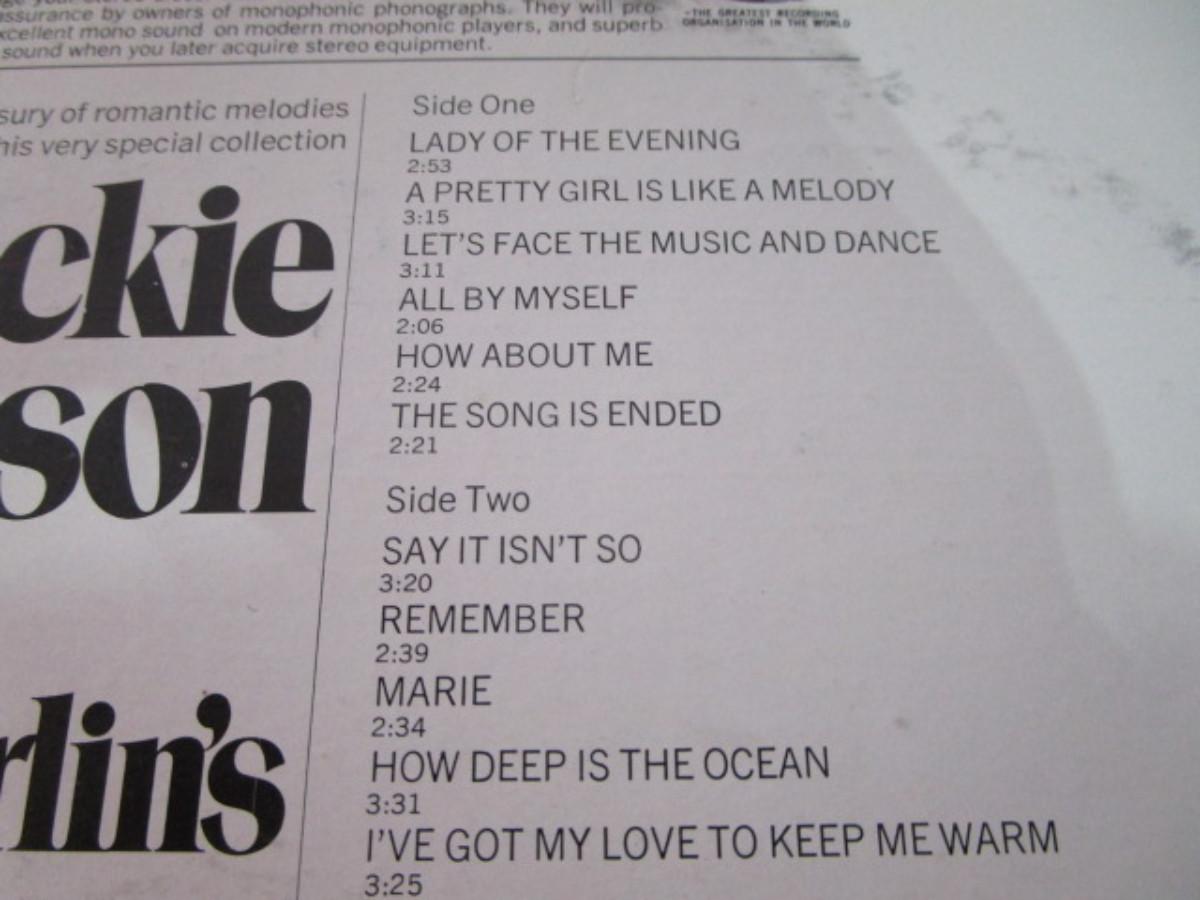 assurance by owners of monophonic phonographs. They will pro-
xcellent mono sound on modern monophonic players, and superb
sound when you later acquire stereo equipment.
-THE GREATEST RECORDING
ORGANISATION IN THE WORLD
sury of romantic melodies
his very special collection
ckie
son
rlin's
Side One
LADY OF THE EVENING
2:53
A PRETTY GIRL IS LIKE A MELODY
3:15
LET'S FACE THE MUSIC AND DANCE
3:11
ALL BY MYSELF
2:06
HOW ABOUT ME
2:24
THE SONG IS ENDED
2:21
Side Two
SAY IT ISN'T SO
3:20
REMEMBER
2:39
MARIE
2:34
HOW DEEP IS THE OCEAN
3:31
I'VE GOT MY LOVE TO KEEP ME WARM
3:25